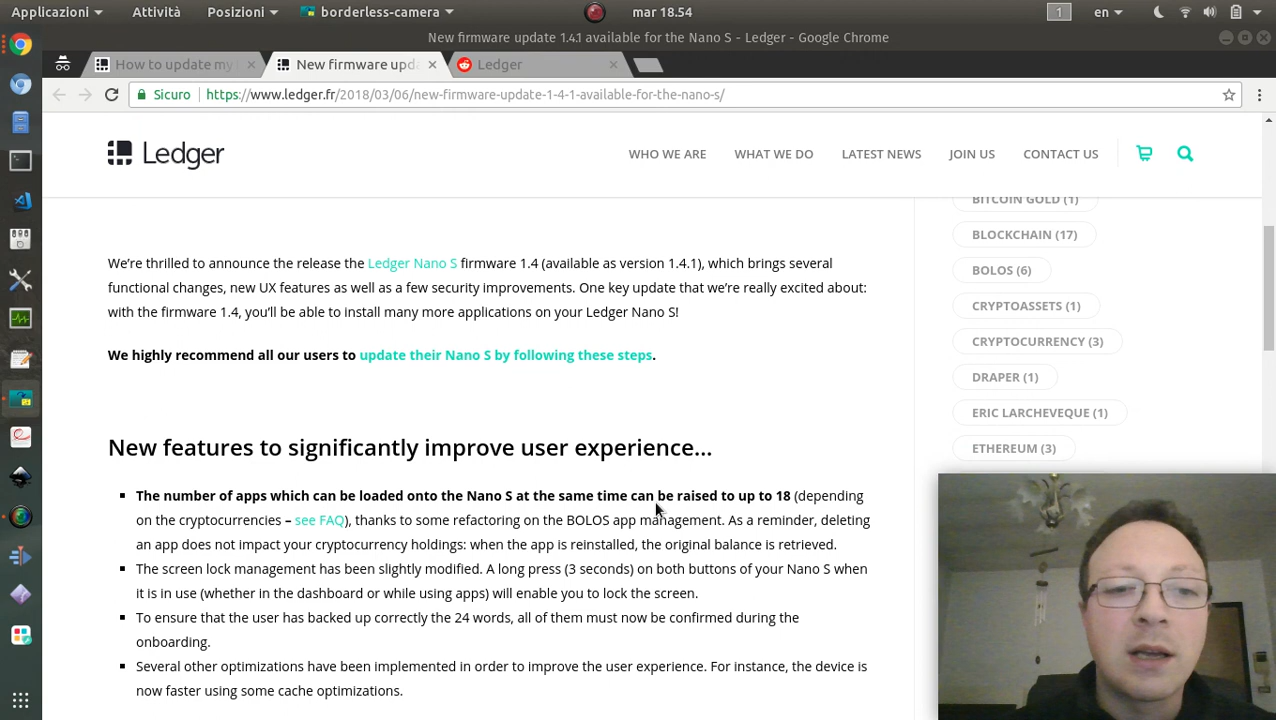 Applicazioni
Attività
Posizioni
borderless-camera
mar 18.54
1
en
New firmware update 1.4.1 available for the Nano S - Ledger - Google Chrome
How to update my
New firmware upda
Ledger
Sicuro
https://www.ledger.fr/2018/03/06/new-firmware-update-1-4-1-available-for-the-nano-s/
Ledger
WHO WE ARE
WHAT WE DO
LATEST NEWS
JOIN US
CONTACT US
We're thrilled to announce the release the Ledger Nano S firmware 1.4 (available as version 1.4.1), which brings several
functional changes, new UX features as well as a few security improvements. One key update that we're really excited about:
with the firmware 1.4, you'll be able to install many more applications on your Ledger Nano S!
We highly recommend all our users to update their Nano S by following these steps.
New features to significantly improve user experience…
The number of apps which can be loaded onto the Nano S at the same time can be raised to up to 18 (depending
on the cryptocurrencies – see FAQ), thanks to some refactoring on the BOLOS app management. As a reminder, deleting
an app does not impact your cryptocurrency holdings: when the app is reinstalled, the original balance is retrieved.
The screen lock management has been slightly modified. A long press (3 seconds) on both buttons of your Nano S when
it is in use (whether in the dashboard or while using apps) will enable you to lock the screen.
To ensure that the user has backed up correctly the 24 words, all of them must now be confirmed during the
onboarding.
Several other optimizations have been implemented in order to improve the user experience. For instance, the device is
now faster using some cache optimizations.
BITCOIN GOLD (1)
BLOCKCHAIN (17)
BOLOS (6)
CRYPTOASSETS (1)
CRYPTOCURRENCY (3)
DRAPER (1)
ERIC LARCHEVEQUE (1)
ETHEREUM (3)